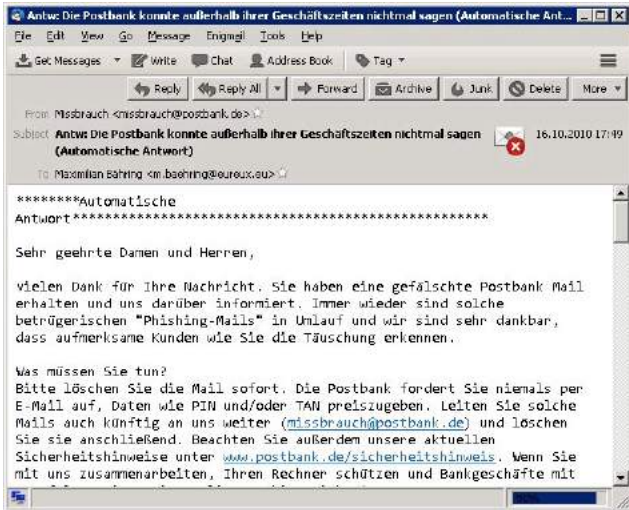 Antw: Die Postbank konnte außerhalb ihrer Geschäftszeiten nichtmal sagen (Automatische Ant...
File Edit View Go Message Enigmail Tools Help
Get Messages Write Chat Address Book Tag
Reply Reply All Forward Archive Junk Delete More
From Missbrauch <missbrauch@postbank.de>
Subject Antw: Die Postbank konnte außerhalb ihrer Geschäftszeiten nichtmal sagen 16.10.2010 17:49
(Automatische Antwort)
To Maximilian Bähring <m.baehring@eureux.eu>
********Automatische
Antwort****************************************************
Sehr geehrte Damen und Herren,
vielen Dank für Ihre Nachricht. Sie haben eine gefälschte Postbank Mail
erhalten und uns darüber informiert. Immer wieder sind solche
betrügerischen "Phishing-Mails" in Umlauf und wir sind sehr dankbar,
dass aufmerksame Kunden wie Sie die Täuschung erkennen.
Was müssen Sie tun?
Bitte löschen Sie die Mail sofort. Die Postbank fordert Sie niemals per
E-Mail auf, Daten wie PIN und/oder TAN preiszugeben. Leiten Sie solche
Mails auch künftig an uns weiter (missbrauch@postbank.de) und löschen
Sie sie anschließend. Beachten Sie außerdem unsere aktuellen
Sicherheitshinweise unter www.postbank.de/sicherheitshinweis. Wenn Sie
mit uns zusammenarbeiten, Ihren Rechner schützen und Bankgeschäfte mit